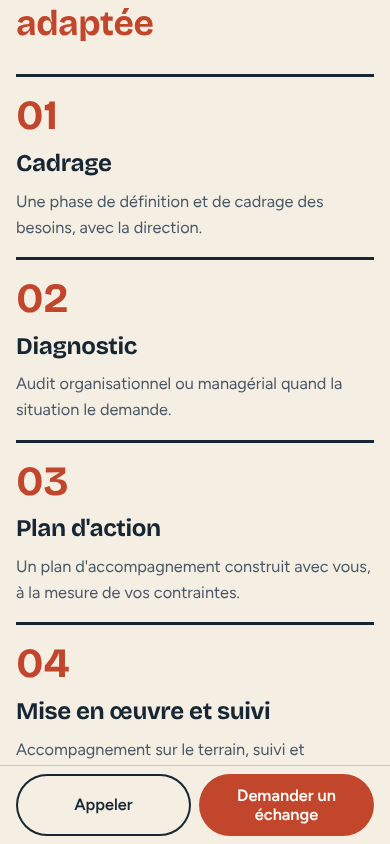 adaptée
01
Cadrage
Une phase de définition et de cadrage des
besoins, avec la direction.
02
Diagnostic
Audit organisationnel ou managérial quand la
situation le demande.
03
Plan d'action
Un plan d'accompagnement construit avec vous,
à la mesure de vos contraintes.
04
Mise en œuvre et suivi
Accompagnement sur le terrain, suivi et
Appeler
Demander un
échange